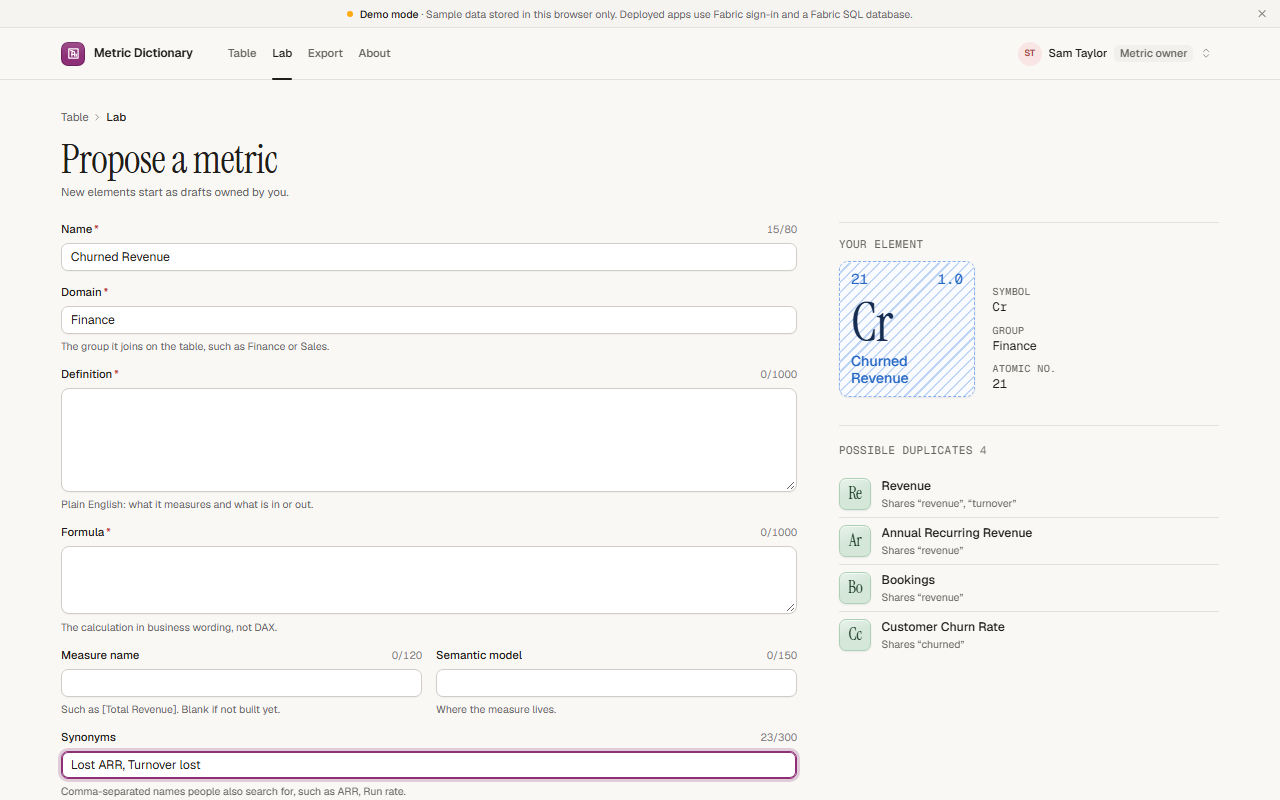 Demo mode · Sample data stored in this browser only. Deployed apps use Fabric sign-in and a Fabric SQL database.
Metric Dictionary
Table
Lab
Export
About
ST
Sam Taylor
Metric owner
Table > Lab
Propose a metric
New elements start as drafts owned by you.
Name*
15/80
Churned Revenue
Domain*
Finance
The group it joins on the table, such as Finance or Sales.
Definition*
0/1000
Plain English: what it measures and what is in or out.
Formula*
0/1000
The calculation in business wording, not DAX.
Measure name
0/120
Such as [Total Revenue]. Blank if not built yet.
Semantic model
0/150
Where the measure lives.
Synonyms
23/300
Lost ARR, Turnover lost
Comma-separated names people also search for, such as ARR, Run rate.
YOUR ELEMENT
21
1.0
Cr
Churned
Revenue
SYMBOL
Cr
GROUP
Finance
ATOMIC NO.
21
POSSIBLE DUPLICATES 4
Re
Revenue
Shares “revenue”, “turnover”
Ar
Annual Recurring Revenue
Shares “revenue”
Bo
Bookings
Shares “revenue”
Cc
Customer Churn Rate
Shares “churned”